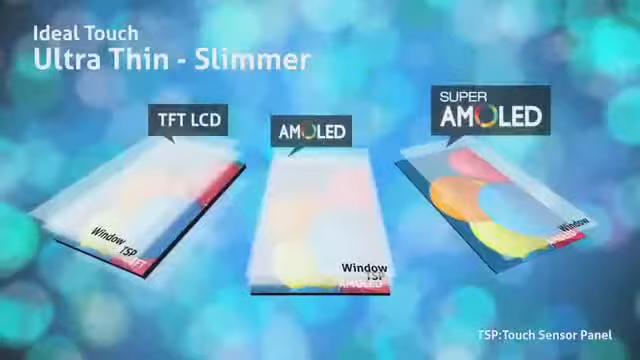 Ideal Touch
Ultra Thin - Slimmer
TFT LCD
AMOLED
SUPER
AMOLED
Window
TSP
TFT
Window
TSP
AMOLED
Window
TSP:Touch Sensor Panel